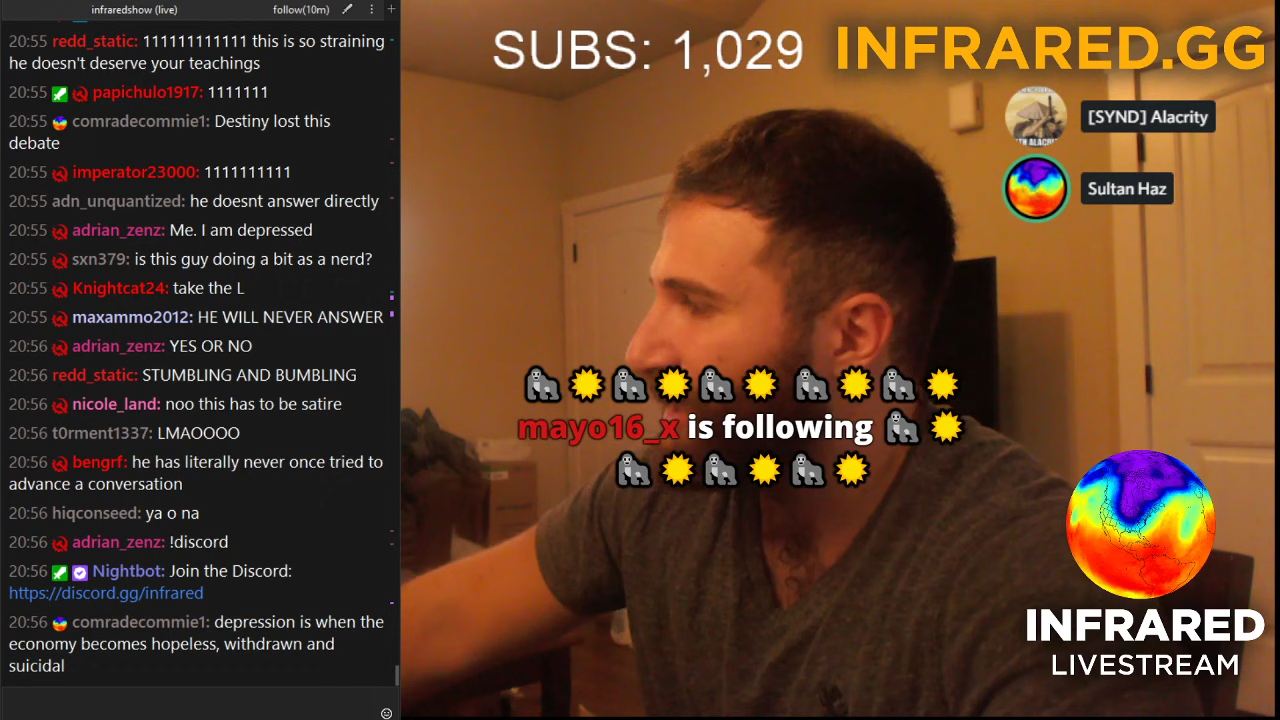 infraredshow (live)
follow(10m)
20:55 redd_static: 111111111111 this is so straining
he doesn't deserve your teachings
20:55 papichulo1917: 1111111
20:55 comradecommie1: Destiny lost this
debate
20:55 imperator23000: 1111111111
20:55 adn_unquantized: he doesnt answer directly
20:55 adrian_zenz: Me. I am depressed
20:55 sxn379: is this guy doing a bit as a nerd?
20:55 Knightcat24: take the L
20:55 maxammo2012: HE WILL NEVER ANSWER
20:56 adrian_zenz: YES OR NO
20:56 redd_static: STUMBLING AND BUMBLING
20:56 nicole_land: noo this has to be satire
20:56 t0rment1337: LMAOOOO
20:56 bengrf: he has literally never once tried to
advance a conversation
20:56 hiqconseed: ya o na
20:56 adrian_zenz: !discord
20:56 Nightbot: Join the Discord:
https://discord.gg/infrared
20:56 comradecommie1: depression is when the
economy becomes hopeless, withdrawn and
suicidal
SUBS: 1,029
INFRARED.GG
[SYND] Alacrity
Sultan Haz
mayo16_x is following
INFRARED
LIVESTREAM